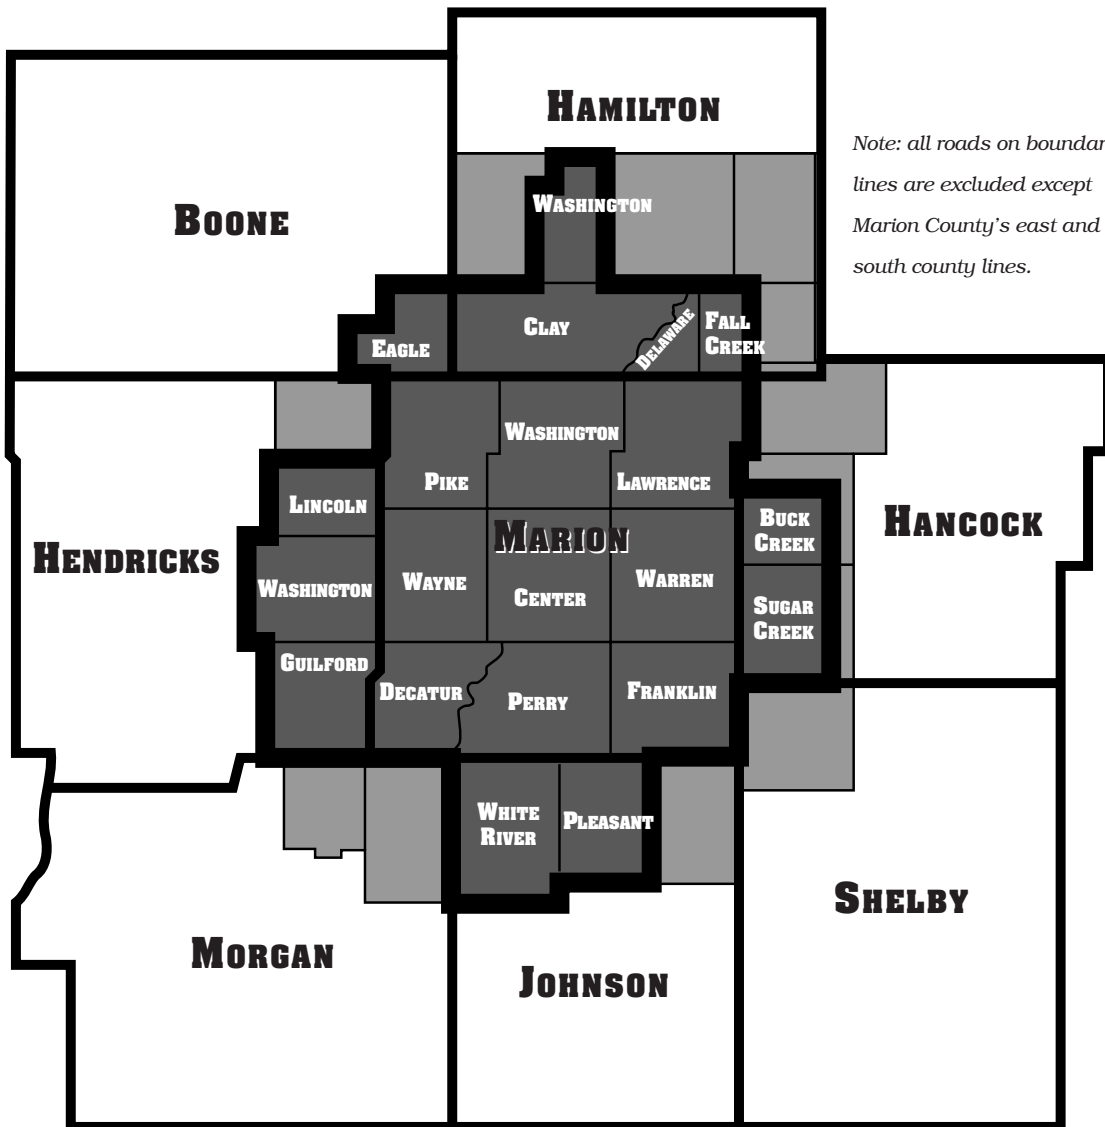 HAMILTON
Note: all roads on boundar
lines are excluded except
Marion County's east and
south county lines.
BOONE
WASHINGTON
CLAY
DELAWARE
FALL
CREEK
EAGLE
WASHINGTON
PIKE
LAWRENCE
LINCOLN
MARION
BUCK
CREEK
HANCOCK
HENDRICKS
WASHINGTON
WAYNE
CENTER
WARREN
SUGAR
CREEK
GUILFORD
DECATUR
PERRY
FRANKLIN
WHITE
RIVER
PLEASANT
SHELBY
MORGAN
JOHNSON